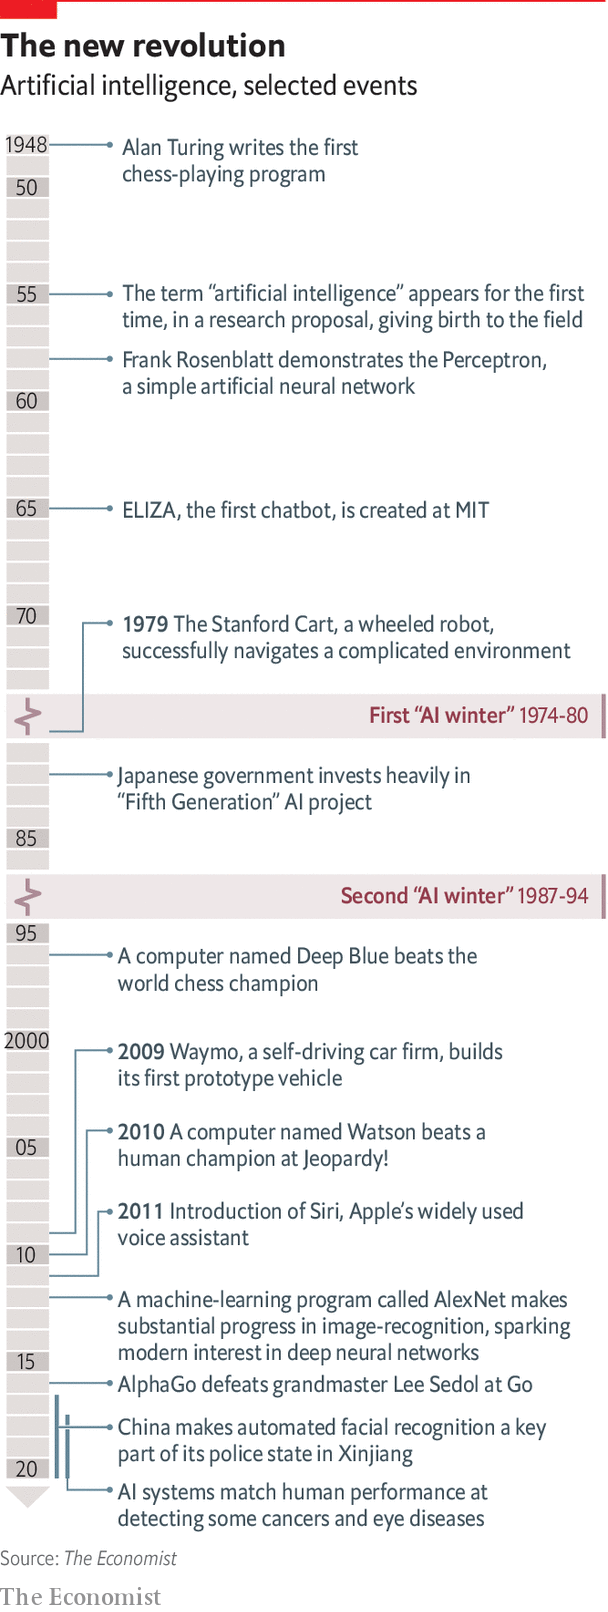 The new revolution
Artificial intelligence, selected events
1948
Alan Turing writes the first
chess-playing program
50
55
The term “artificial intelligence” appears for the first
time, in a research proposal, giving birth to the field
Frank Rosenblatt demonstrates the Perceptron,
a simple artificial neural network
60
65
ELIZA, the first chatbot, is created at MIT
70
1979 The Stanford Cart, a wheeled robot,
successfully navigates a complicated environment
First “AI winter” 1974-80
Japanese government invests heavily in
“Fifth Generation” AI project
85
Second “AI winter” 1987-94
95
A computer named Deep Blue beats the
world chess champion
2000
2009 Waymo, a self-driving car firm, builds
its first prototype vehicle
2010 A computer named Watson beats a
human champion at Jeopardy!
05
2011 Introduction of Siri, Apple’s widely used
voice assistant
10
A machine-learning program called AlexNet makes
substantial progress in image-recognition, sparking
modern interest in deep neural networks
15
AlphaGo defeats grandmaster Lee Sedol at Go
China makes automated facial recognition a key
part of its police state in Xinjiang
20
AI systems match human performance at
detecting some cancers and eye diseases
Source: The Economist
The Economist